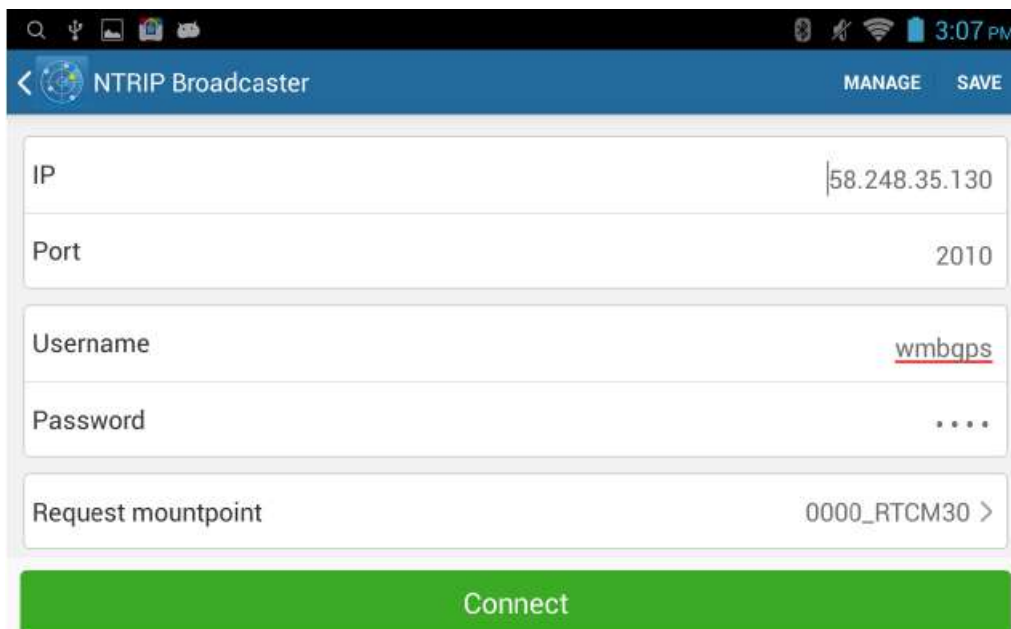 3:07 PM
NTRIP Broadcaster MANAGE SAVE
IP 58.248.35.130
Port 2010
Username wmbgps
Password ••••
Request mountpoint 0000_RTCM30 >
Connect